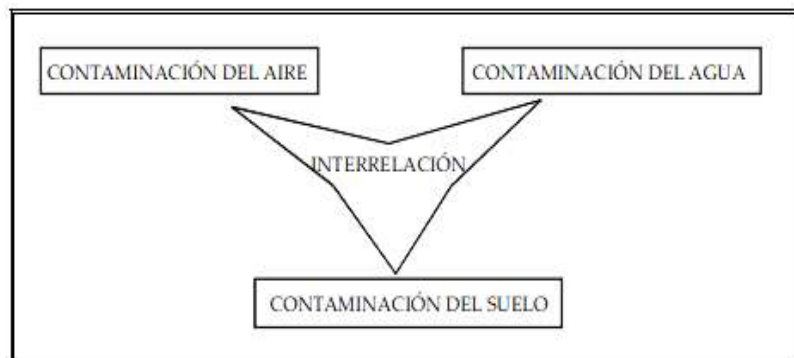 CONTAMINACIÓN DEL AIRE
CONTAMINACIÓN DEL AGUA
INTERRELACIÓN
CONTAMINACIÓN DEL SUELO